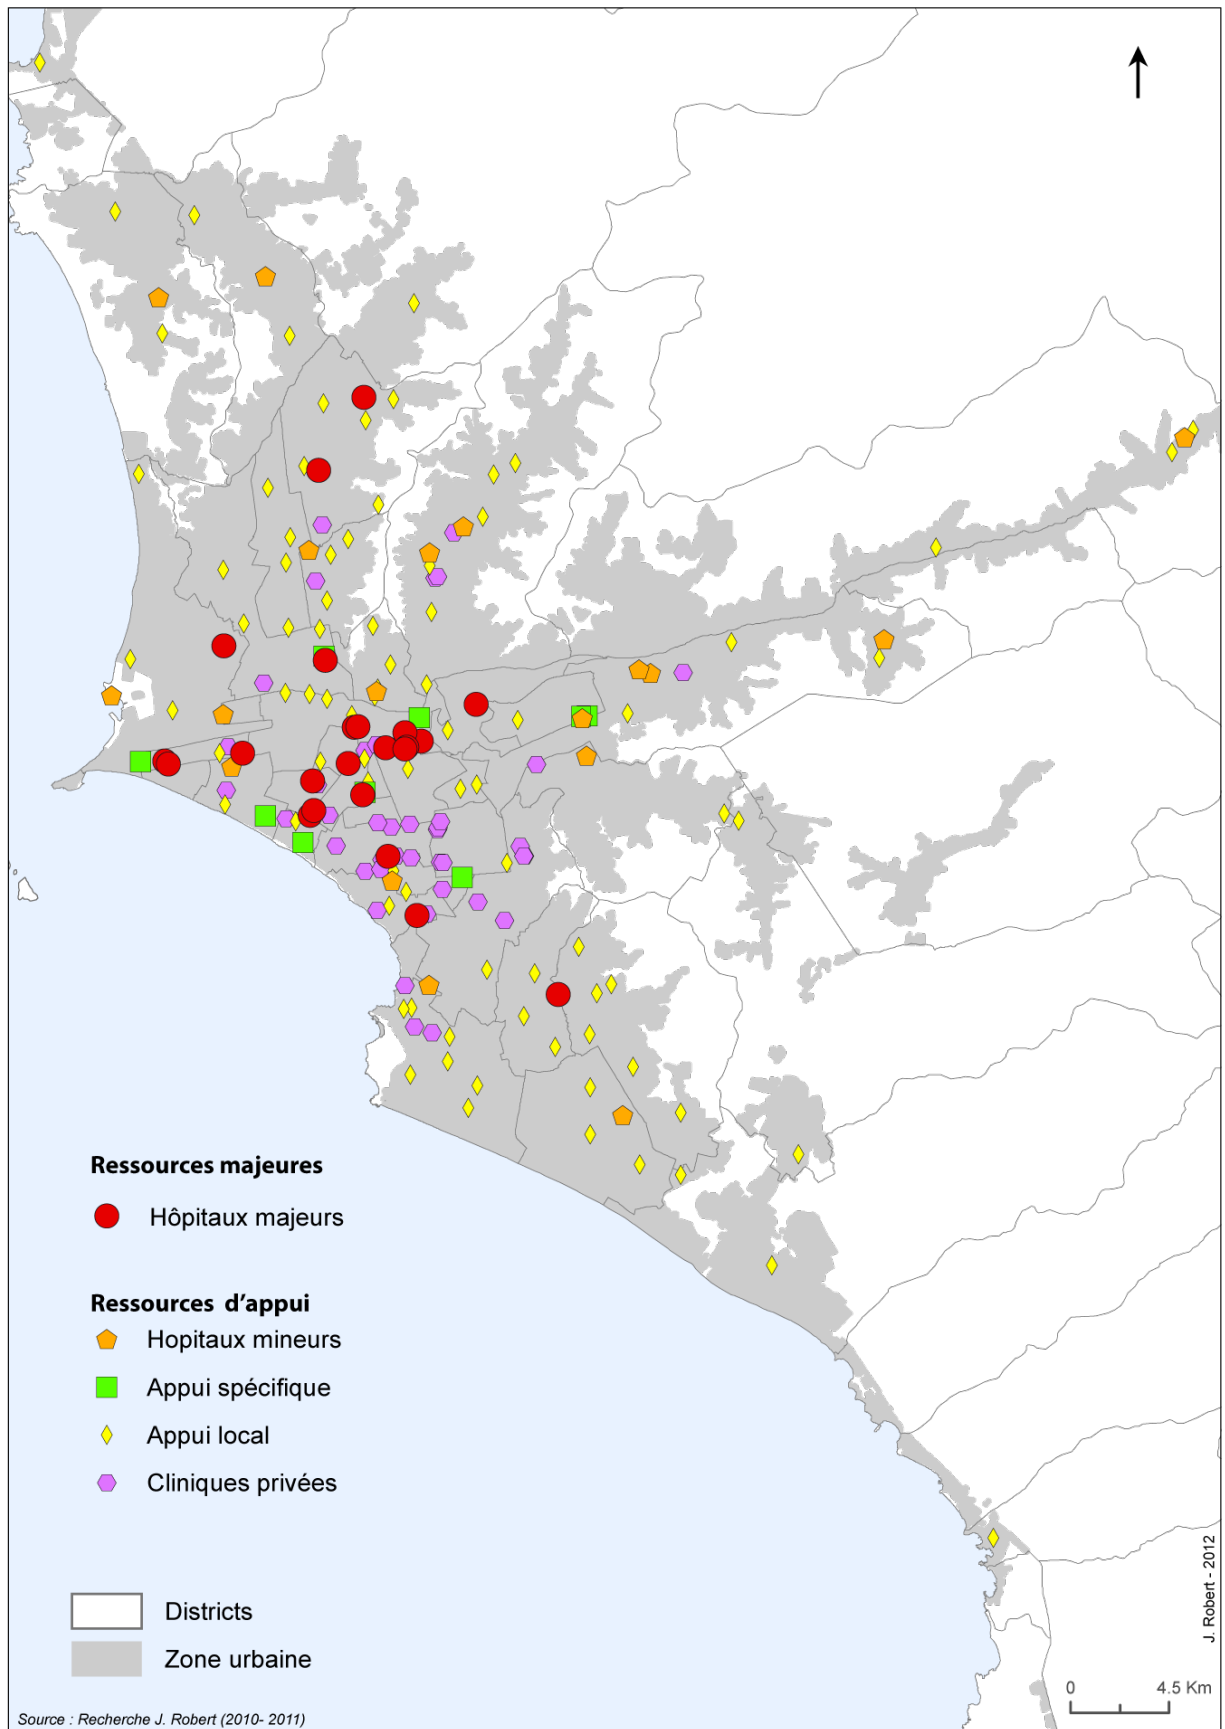 Ressources majeures
Hôpitaux majeurs
Ressources d'appui
Hopitaux mineurs
Appui spécifique
Appui local
Cliniques privées
Districts
Zone urbaine
Source : Recherche J. Robert (2010- 2011)
J. Robert - 2012
0 4.5 Km